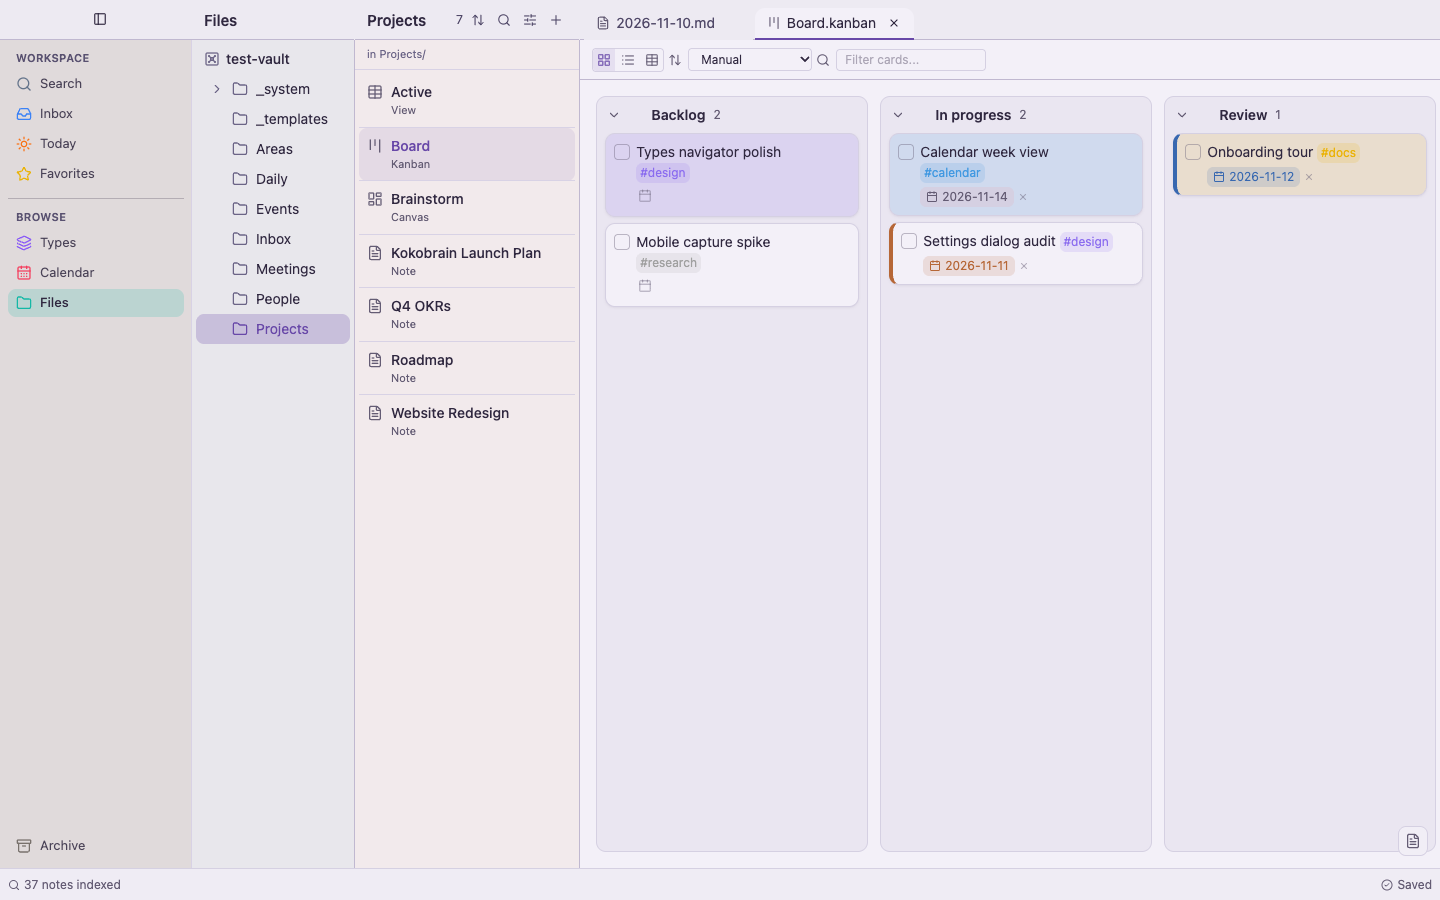 Files
Projects
7
2026-11-10.md
Board.kanban
WORKSPACE
Search
Inbox
Today
Favorites
BROWSE
Types
Calendar
Files
Archive
test-vault
_system
_templates
Areas
Daily
Events
Inbox
Meetings
People
Projects
in Projects/
Active
View
Board
Kanban
Brainstorm
Canvas
Kokobrain Launch Plan
Note
Q4 OKRs
Note
Roadmap
Note
Website Redesign
Note
Manual
Filter cards...
Backlog 2
Types navigator polish
#design
Mobile capture spike
#research
In progress 2
Calendar week view
#calendar
2026-11-14 ×
Settings dialog audit #design
2026-11-11 ×
Review 1
Onboarding tour #docs
2026-11-12 ×
37 notes indexed
Saved